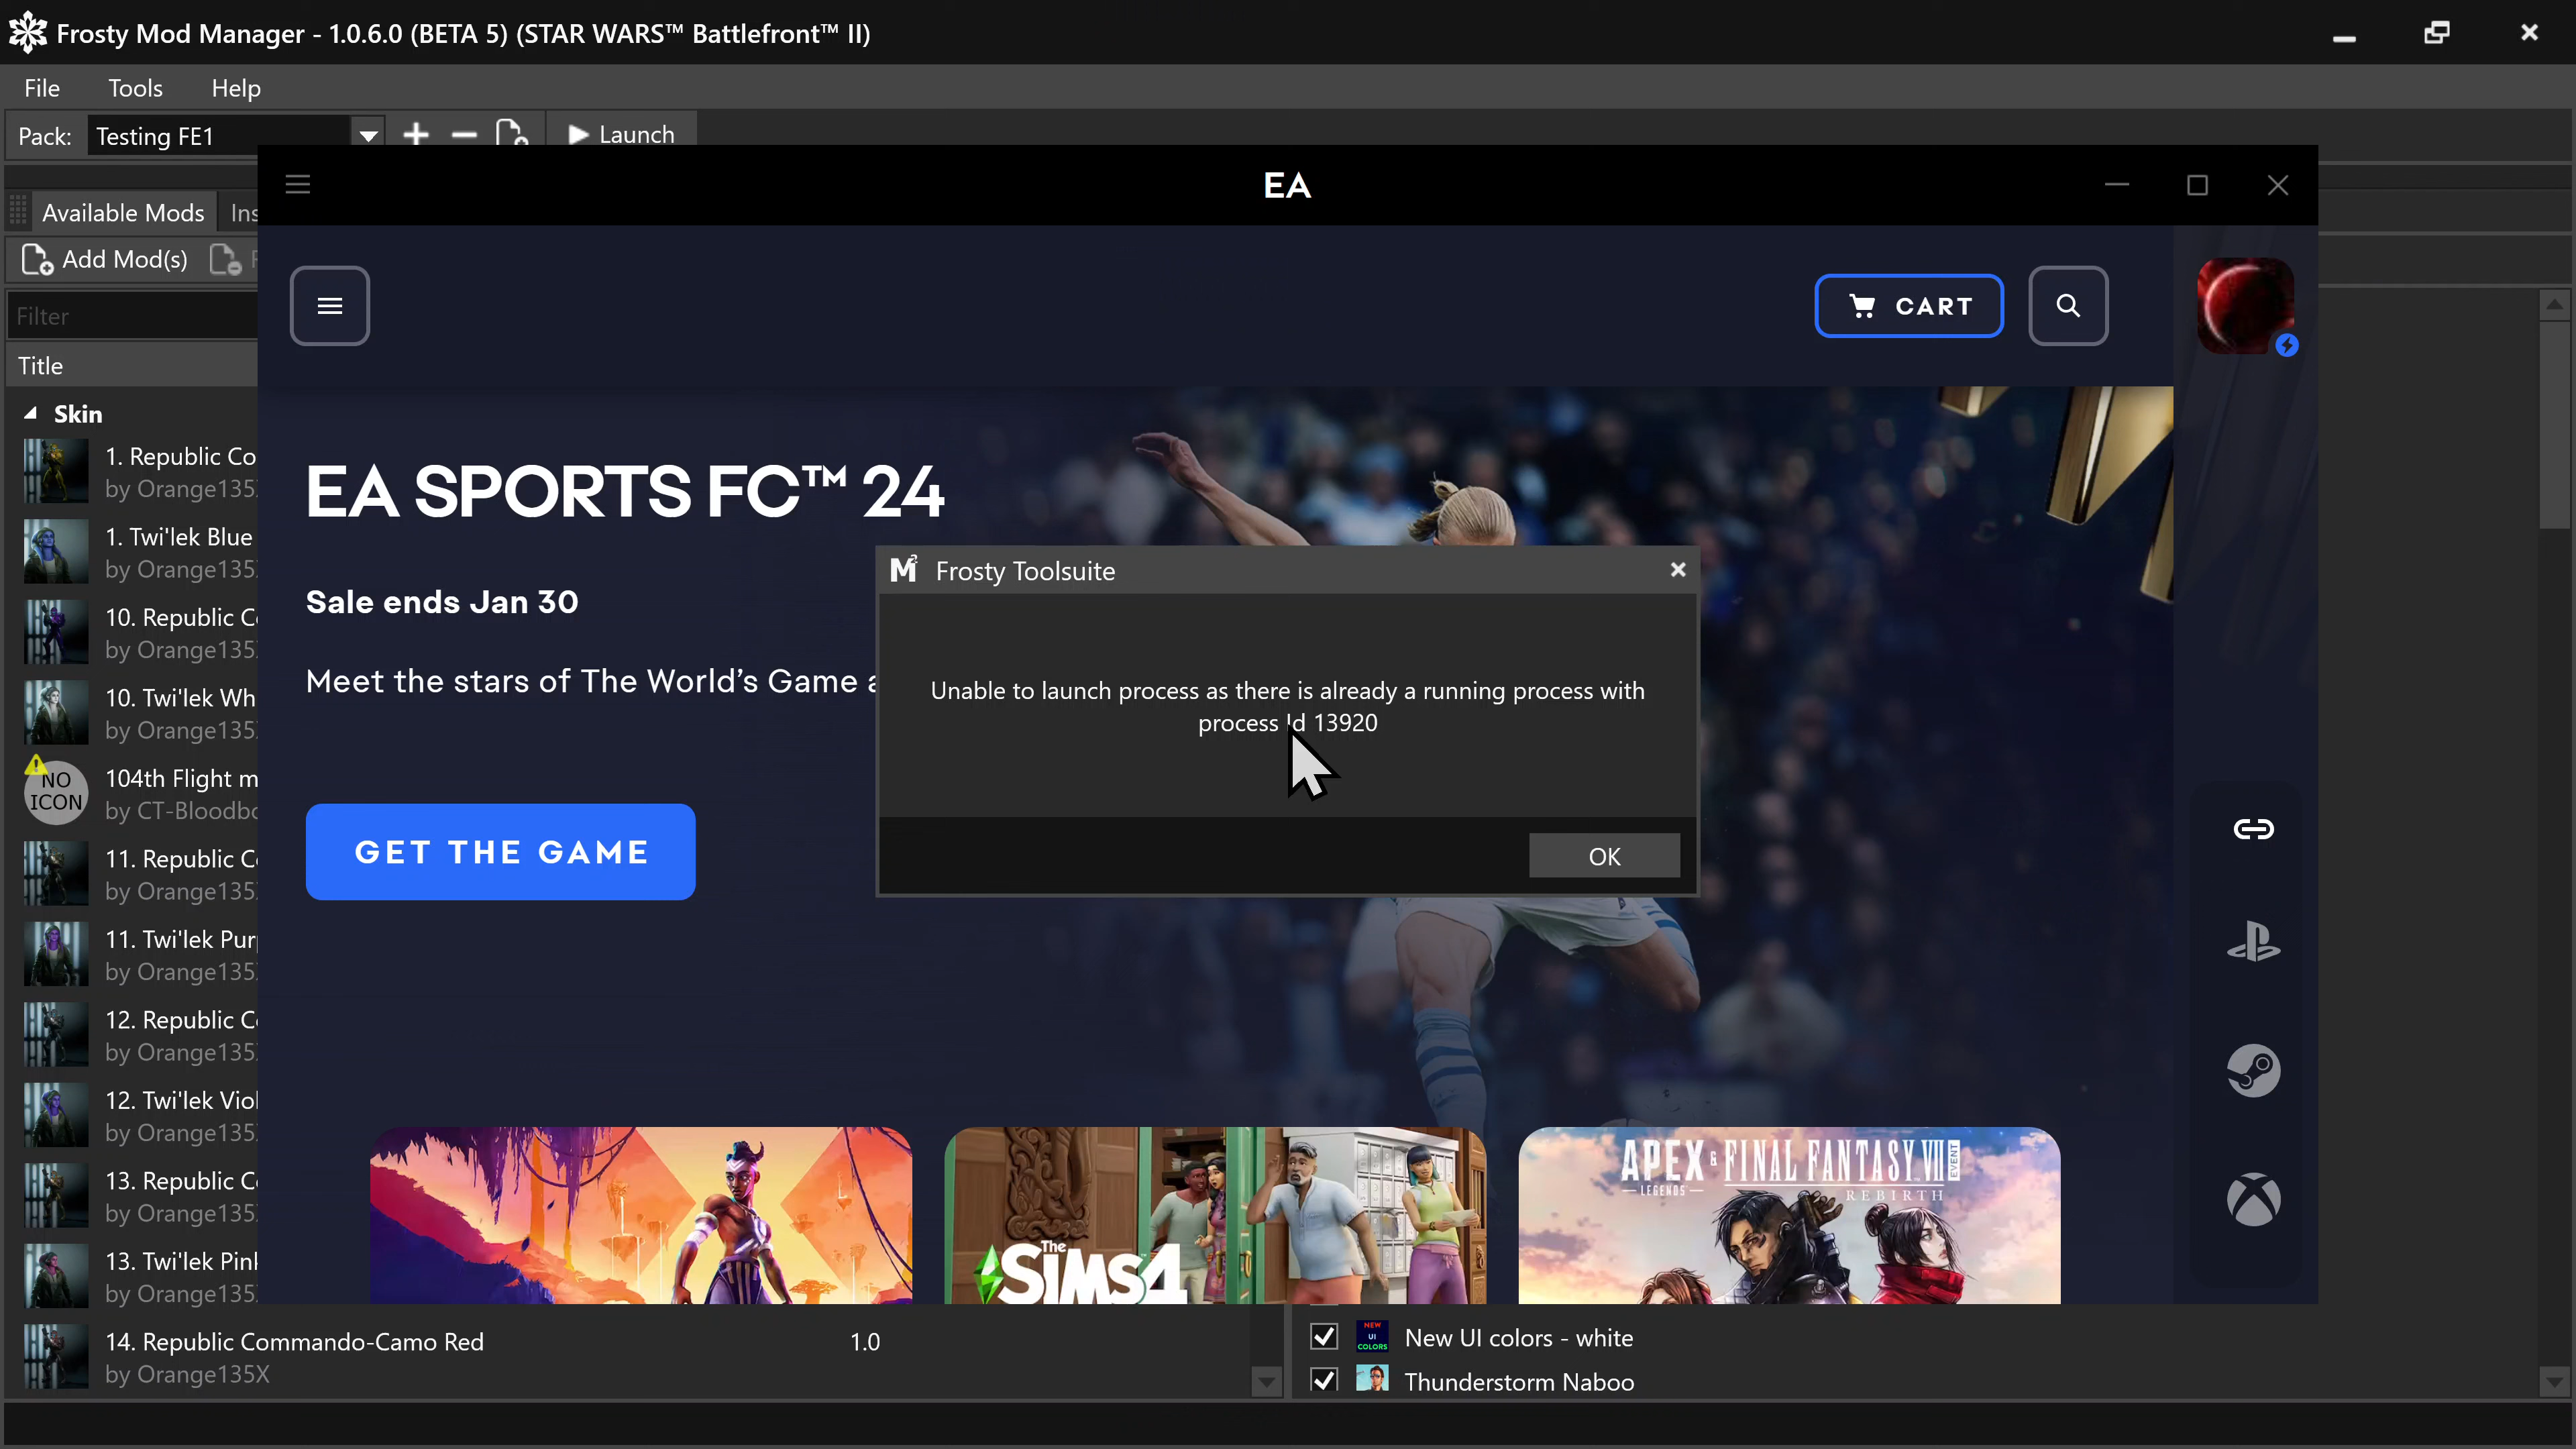 Frosty Mod Manager - 1.0.6.0 (BETA 5) (STAR WARS™ Battlefront™ II)
File Tools Help
Pack: Testing FE1 Launch
EA
Available Mods Ins
Add Mod(s)
Filter
CART
Title
Skin
1. Republic Co
by Orange135
EA SPORTS FC™ 24
1. Twi'lek Blue
by Orange135
Sale ends Jan 30
10. Republic C
by Orange135
Meet the stars of The World's Game a
10. Twi'lek Wh
by Orange135
Frosty Toolsuite
Unable to launch process as there is already a running process with
process Id 13920
OK
NO
ICON
104th Flight m
by CT-Bloodbo
GET THE GAME
11. Republic C
by Orange135
11. Twi'lek Pur
by Orange135
12. Republic C
by Orange135
12. Twi'lek Viol
by Orange135
13. Republic C
by Orange135
13. Twi'lek Pink
by Orange135
The
SIMS4
APEX & FINAL FANTASY VII EVENT
LEGENDS REBIRTH
14. Republic Commando-Camo Red 1.0
by Orange135X
NEW
UI
COLORS
New UI colors - white
Thunderstorm Naboo